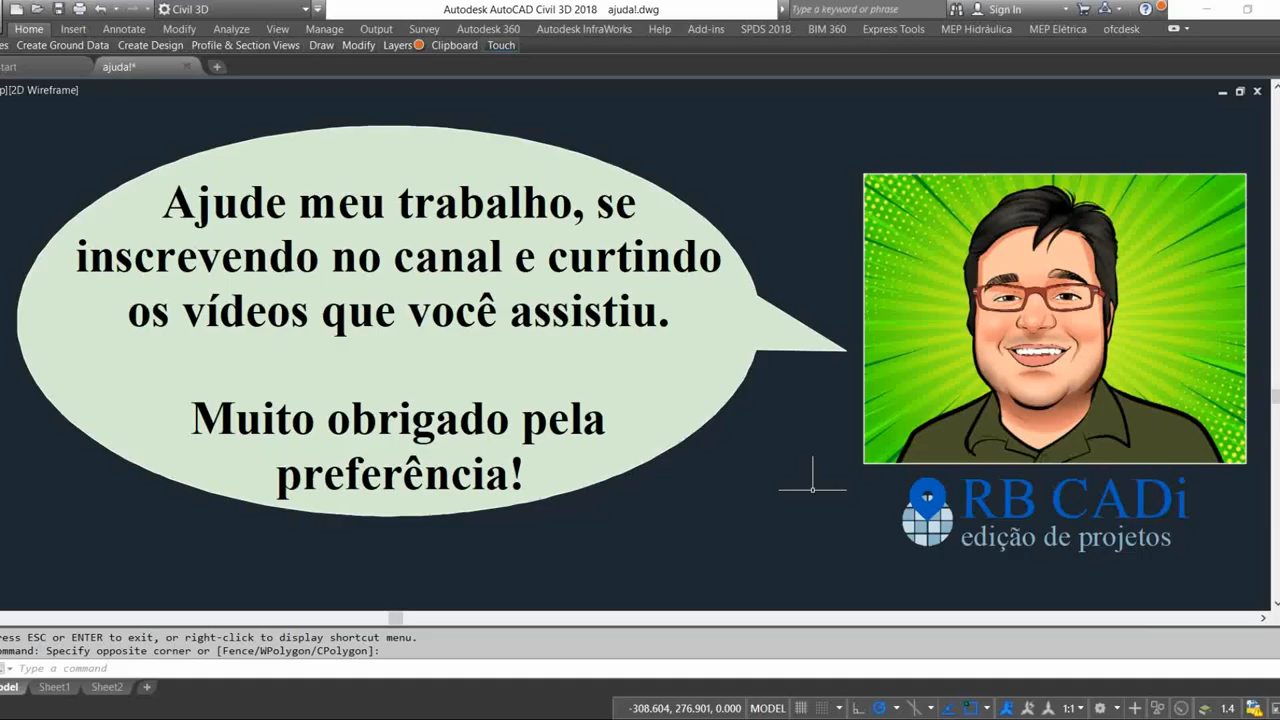 Civil 3D
Autodesk AutoCAD Civil 3D 2018 ajuda!.dwg
Type a keyword or phrase
Sign In
Home Insert Annotate Modify Analyze View Manage Output Survey Autodesk 360 Autodesk InfraWorks Help Add-ins SPDS 2018 BIM 360 Express Tools MEP Hidráulica MEP Elétrica ofcdesk
Create Ground Data Create Design Profile & Section Views Draw Modify Layers Clipboard Touch
ajuda!*
[2D Wireframe]
Ajude meu trabalho, se
inscrevendo no canal e curtindo
os vídeos que você assistiu.
Muito obrigado pela
preferência!
RB CADi
edição de projetos
ress ESC or ENTER to exit, or right-click to display shortcut menu.
ommand: Specify opposite corner or [Fence/WPolygon/CPolygon]:
Type a command
odel Sheet1 Sheet2
-308.604, 276.901, 0.000 MODEL 1:1 1.4